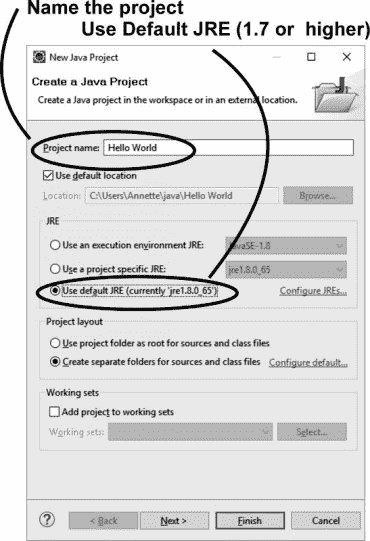 Name the project
Use Default JRE (1.7 or higher)
New Java Project
Create a Java Project
Create a Java project in the workspace or in an external location.
Project name: Hello World
Use default location
Location: C:\Users\Annette\java\Hello World Browse...
JRE
Use an execution environment JRE: JavaSE-1.8
Use a project specific JRE: jre1.8.0_65
Use default JRE (currently 'jre1.8.0_65') Configure JREs...
Project layout
Use project folder as root for sources and class files
Create separate folders for sources and class files Configure default...
Working sets
Add project to working sets
Working sets: Select...
? < Back Next > Finish Cancel